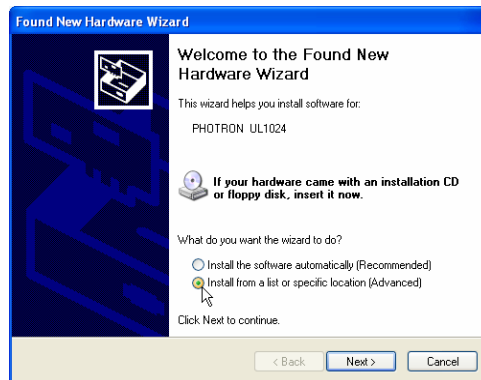 Found New Hardware Wizard
Welcome to the Found New
Hardware Wizard
This wizard helps you install software for:
PHOTRON UL1024
If your hardware came with an installation CD
or floppy disk, insert it now.
What do you want the wizard to do?
Install the software automatically (Recommended)
Install from a list or specific location (Advanced)
Click Next to continue.
< Back
Next >
Cancel